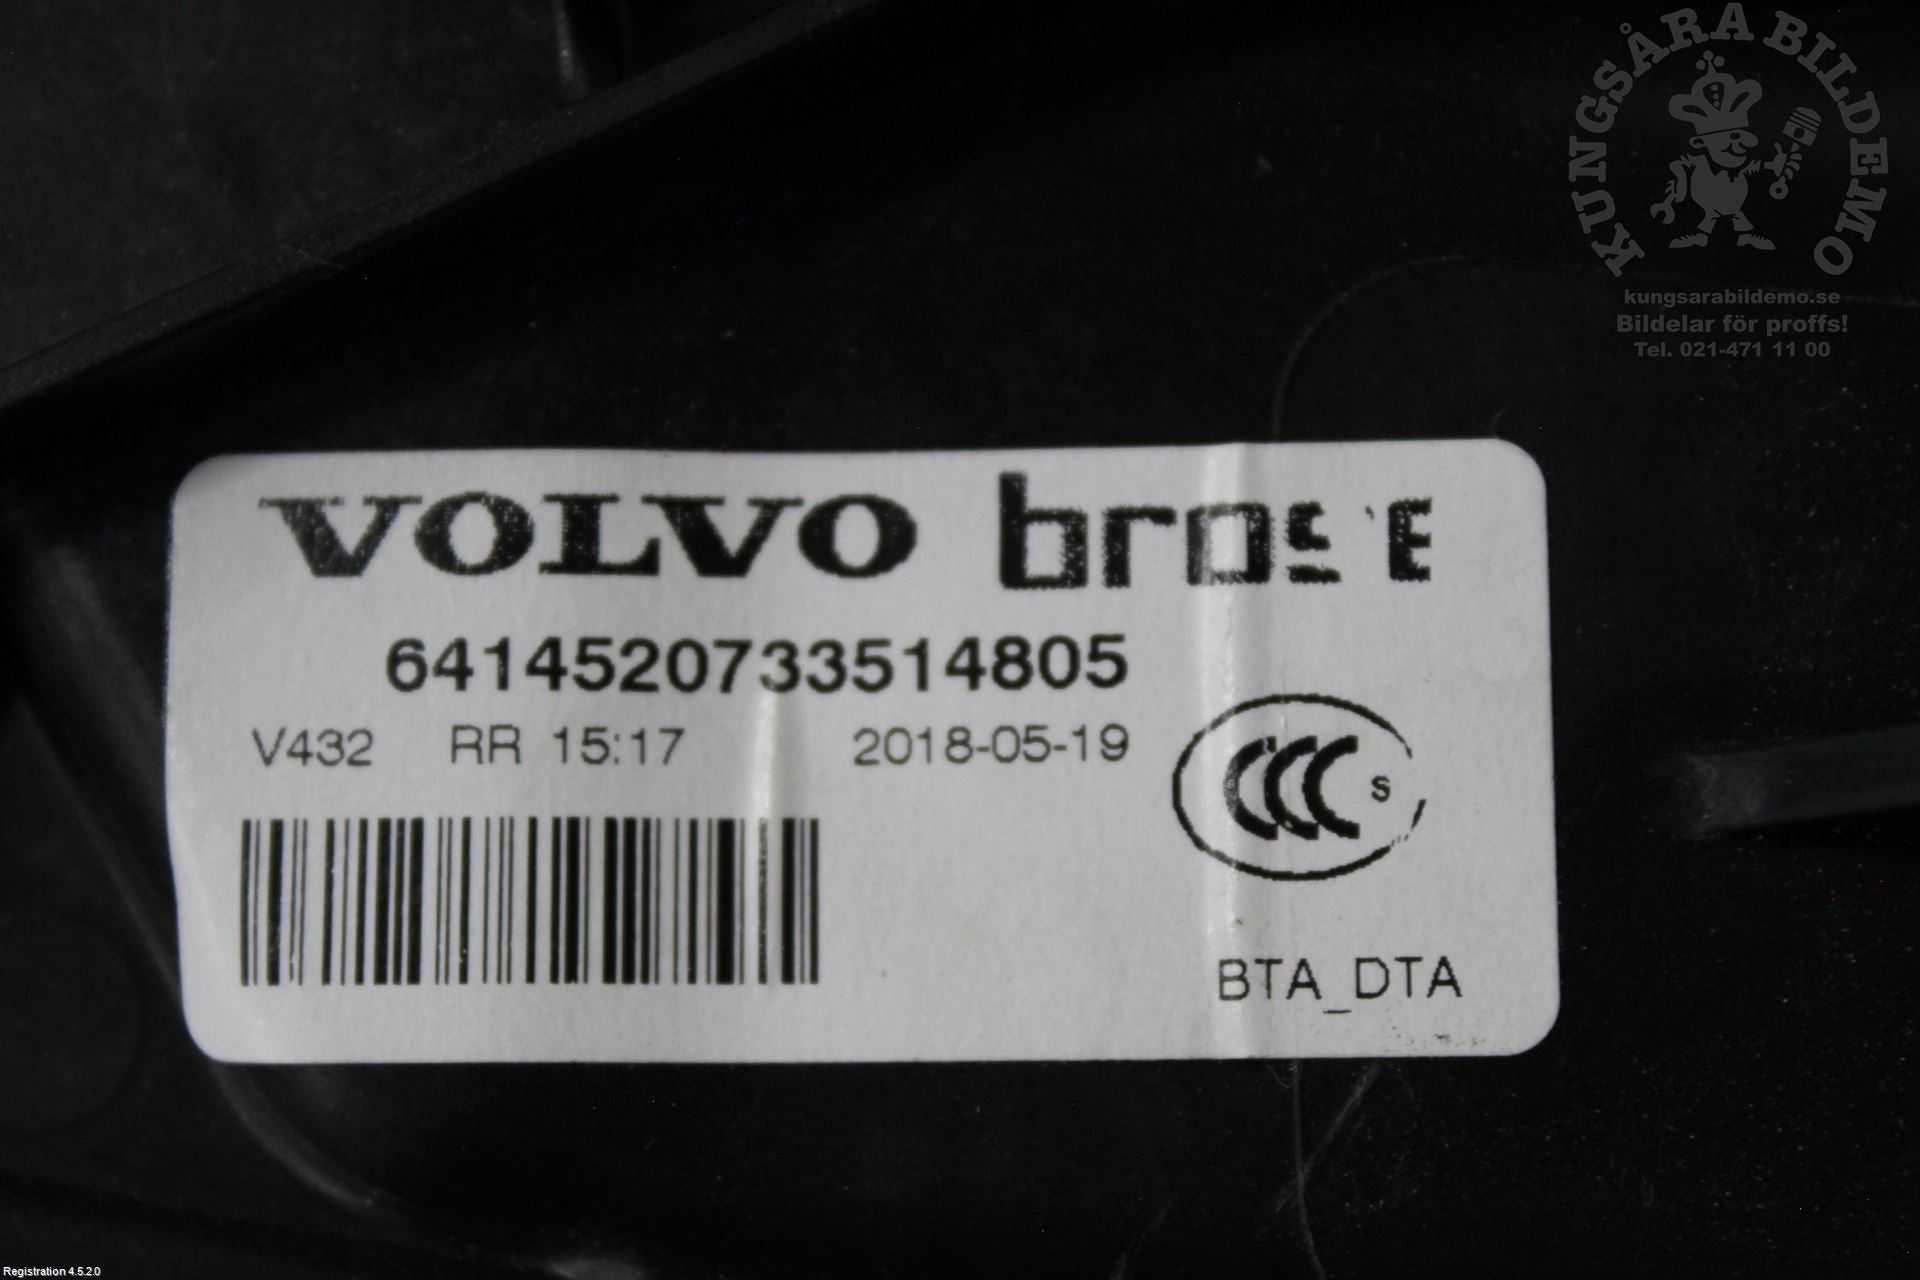 KUNGSÅRA BILDEMO
kungsarabildemo.se
Bildelar för proffs!
Tel. 021-471 11 00
VOLVO brose
6414520733514805
V432 RR 15:17 2018-05-19
CCC S
BTA_DTA
Registration 4.5.2.0